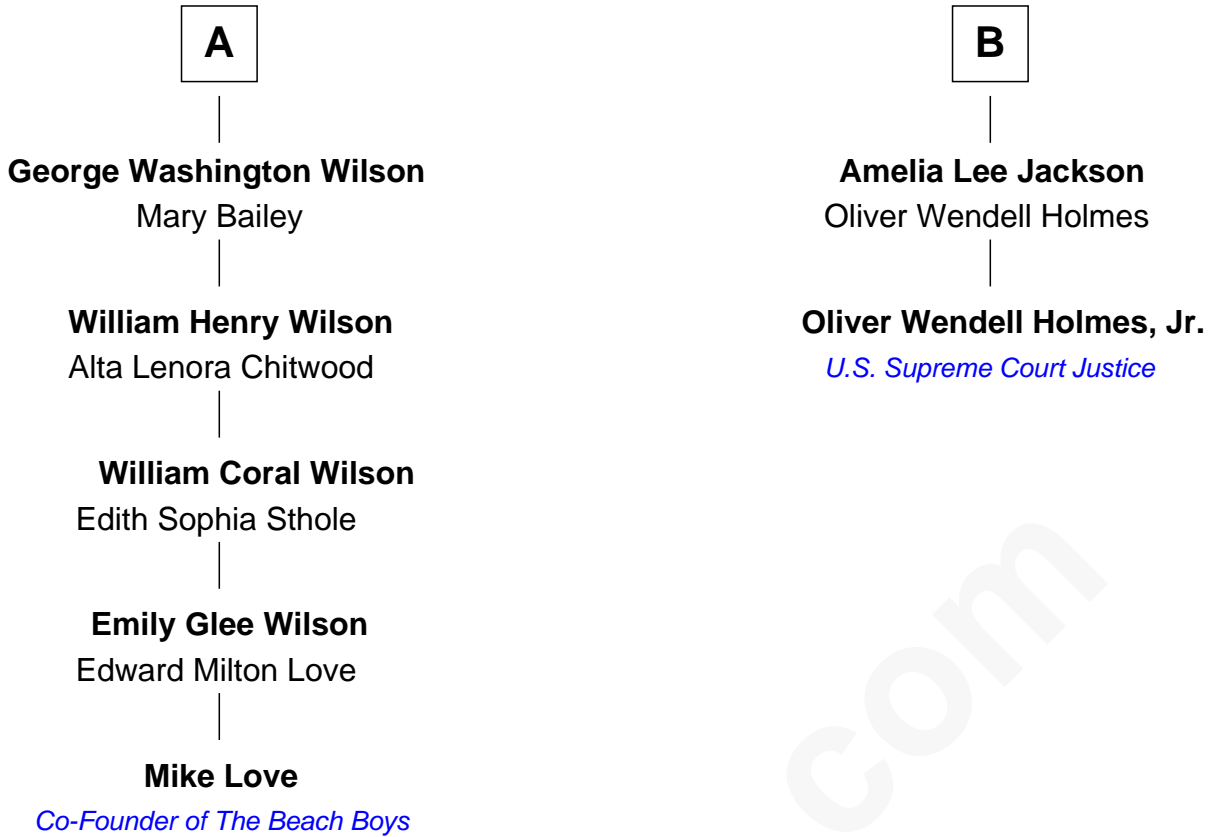 A
George Washington Wilson
Mary Bailey
William Henry Wilson
Alta Lenora Chitwood
William Coral Wilson
Edith Sophia Sthole
Emily Glee Wilson
Edward Milton Love
Mike Love
Co-Founder of The Beach Boys
B
Amelia Lee Jackson
Oliver Wendell Holmes
Oliver Wendell Holmes, Jr.
U.S. Supreme Court Justice
com